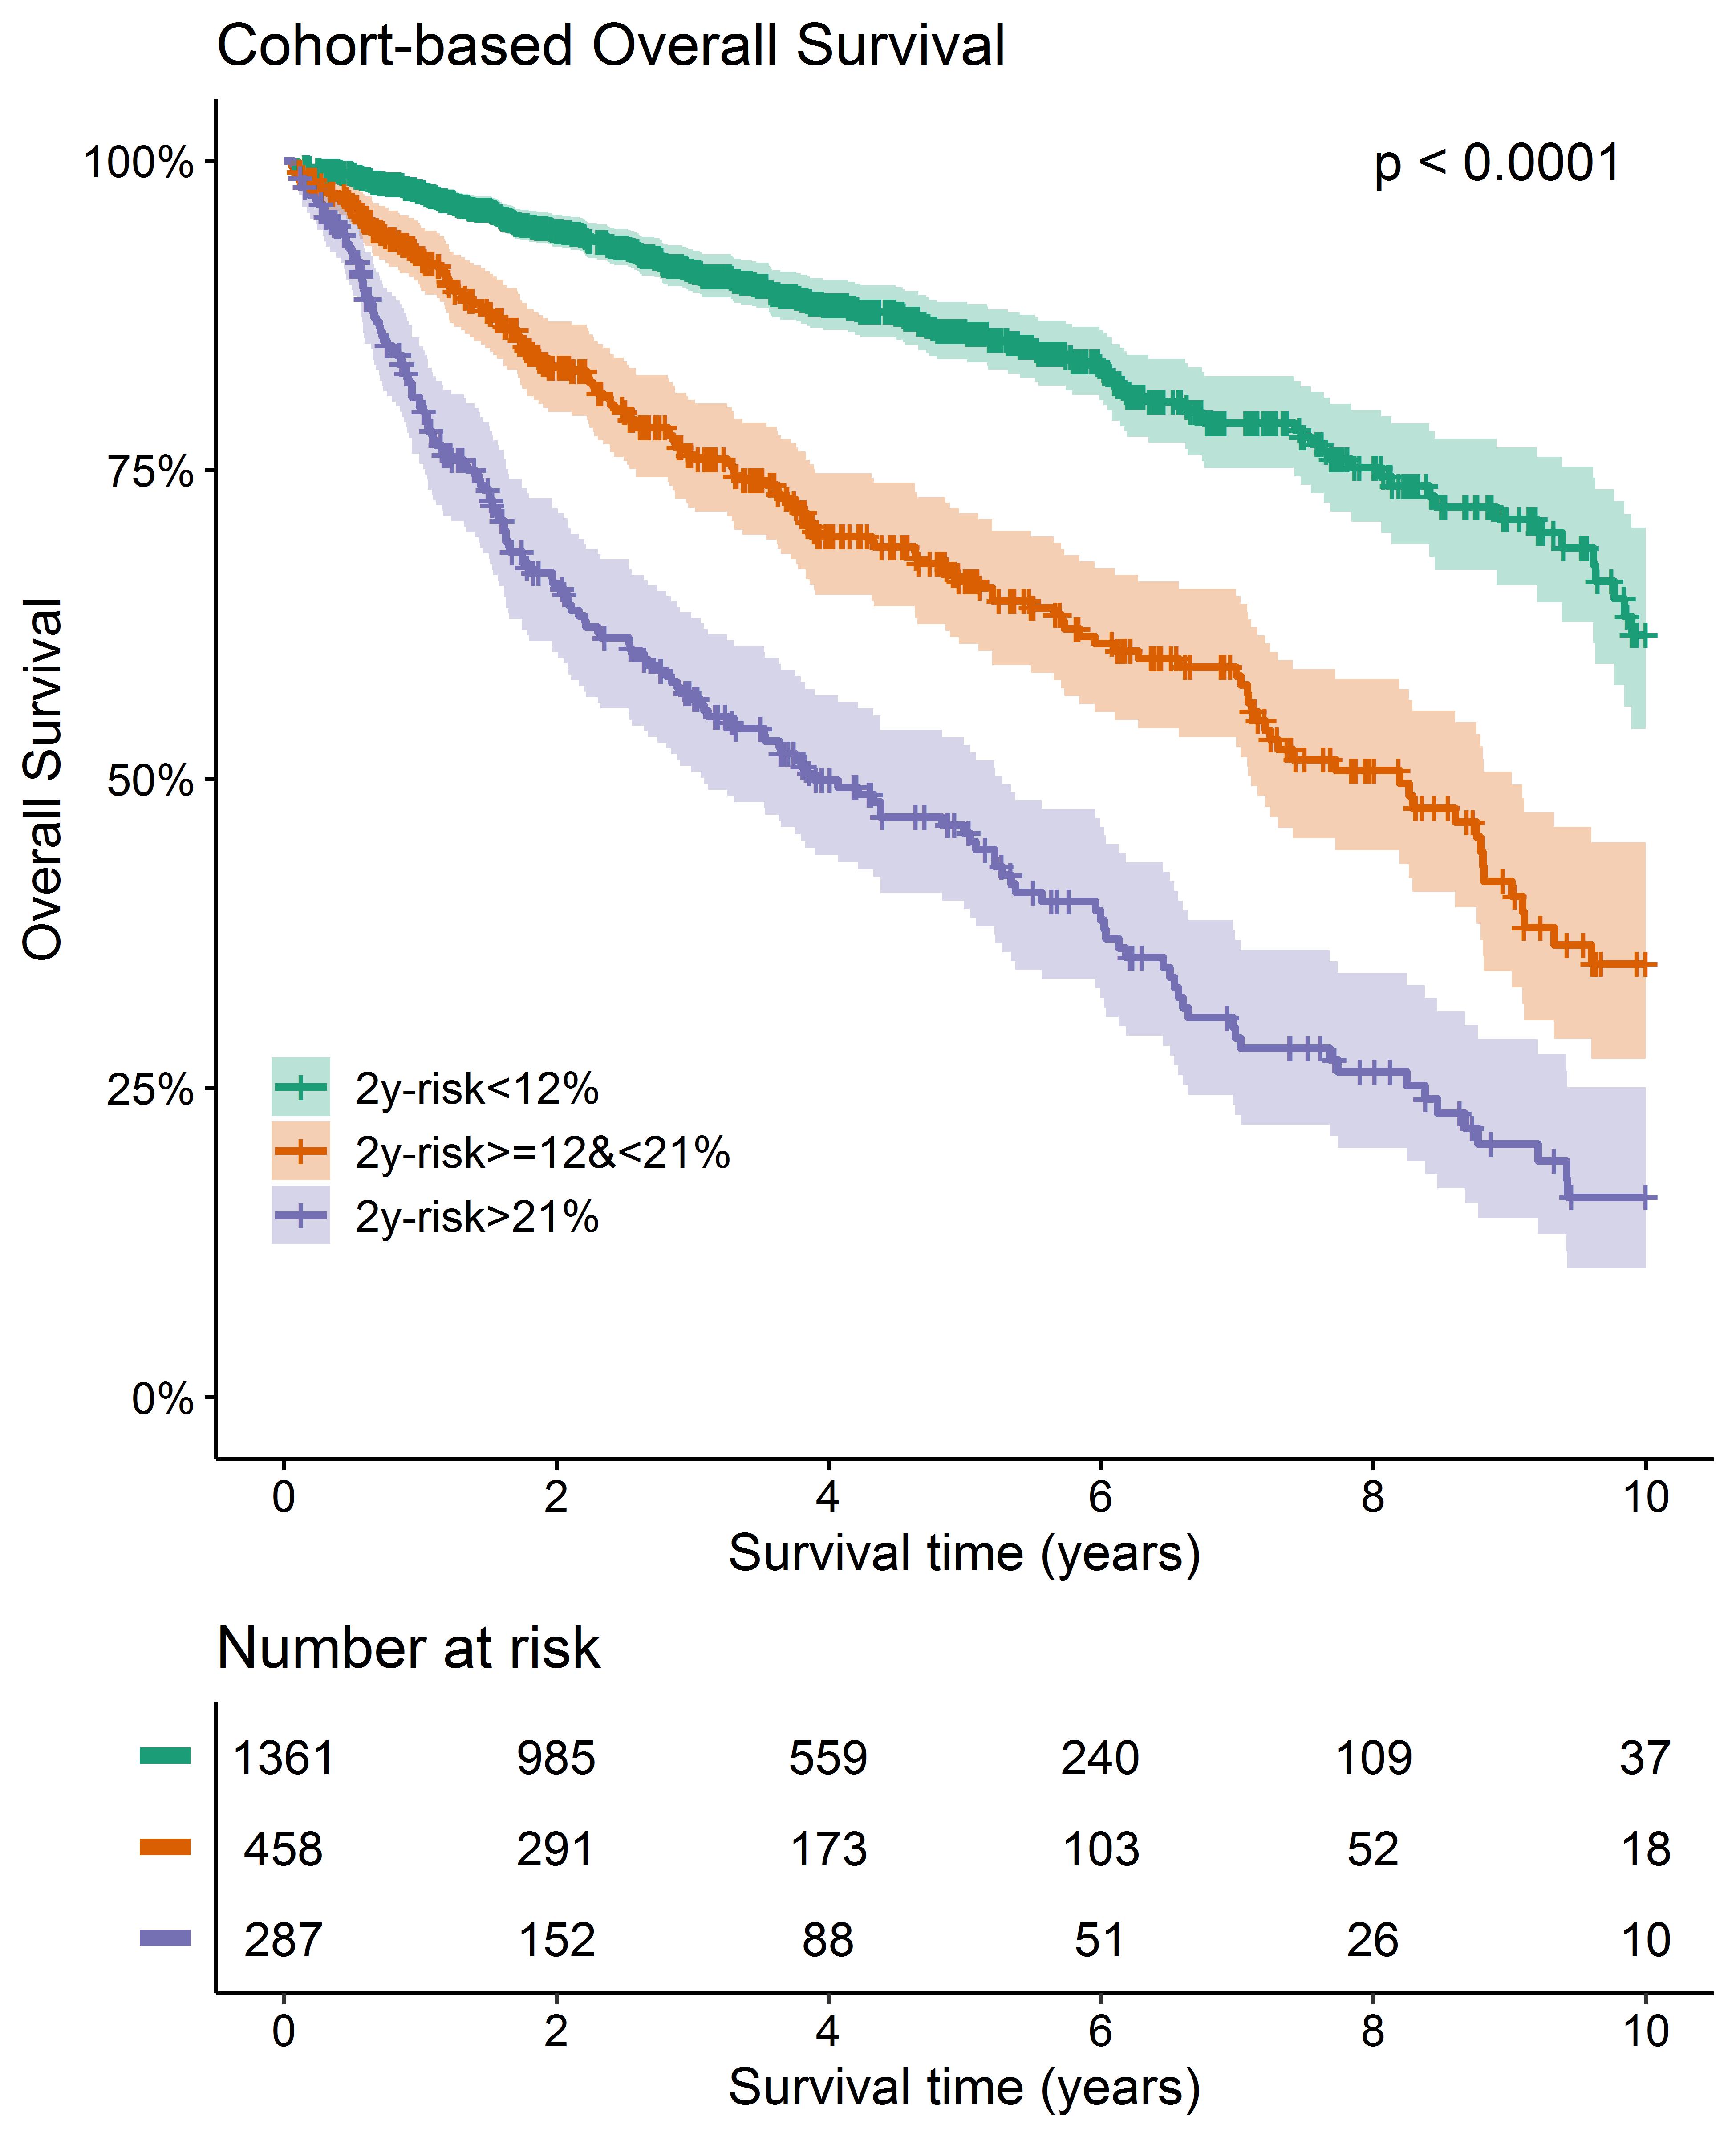 Cohort-based Overall Survival
p < 0.0001
100%
75%
50%
25%
0%
Overall Survival
2y-risk<12%
2y-risk>=12&<21%
2y-risk>21%
0 2 4 6 8 10
Survival time (years)
Number at risk
1361 985 559 240 109 37
458 291 173 103 52 18
287 152 88 51 26 10
0 2 4 6 8 10
Survival time (years)